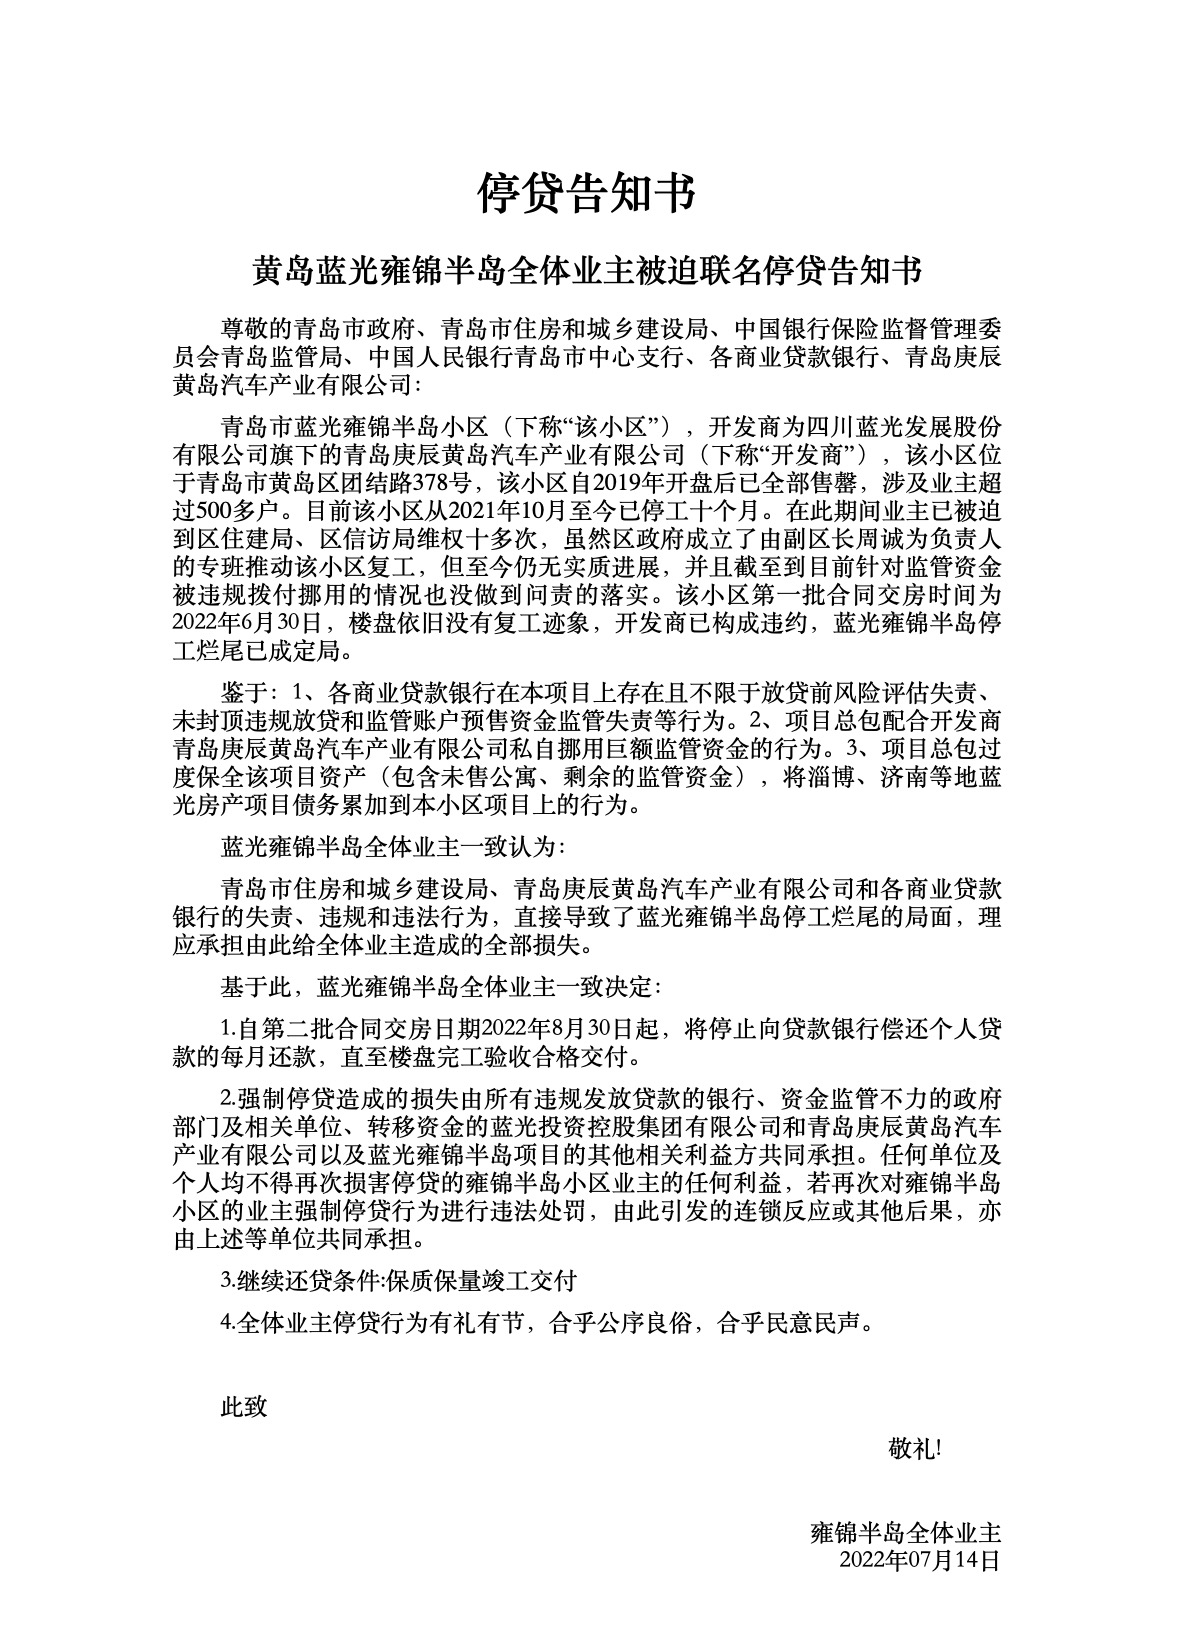 停贷告知书
黄岛蓝光雍锦半岛全体业主被迫联名停贷告知书
尊敬的青岛市政府、青岛市住房和城乡建设局、中国银行保险监督管理委
员会青岛监管局、中国人民银行青岛市中心支行、各商业贷款银行、青岛庚辰
黄岛汽车产业有限公司：
青岛市蓝光雍锦半岛小区（下称“该小区”），开发商为四川蓝光发展股份
有限公司旗下的青岛庚辰黄岛汽车产业有限公司（下称“开发商”），该小区位
于青岛市黄岛区团结路378号，该小区自2019年开盘后已全部售罄，涉及业主超
过500多户。目前该小区从2021年10月至今已停工十个月。在此期间业主已被迫
到区住建局、区信访局维权十多次，虽然区政府成立了由副区长周诚为负责人
的专班推动该小区复工，但至今仍无实质进展，并且截至到目前针对监管资金
被违规拨付挪用的情况也没做到问责的落实。该小区第一批合同交房时间为
2022年6月30日，楼盘依旧没有复工迹象，开发商已构成违约，蓝光雍锦半岛停
工烂尾已成定局。
鉴于：1、各商业贷款银行在本项目上存在且不限于放贷前风险评估失责、
未封顶违规放贷和监管账户预售资金监管失责等行为。2、项目总包配合开发商
青岛庚辰黄岛汽车产业有限公司私自挪用巨额监管资金的行为。3、项目总包过
度保全该项目资产（包含未售公寓、剩余的监管资金），将淄博、济南等地蓝
光房产项目债务累加到本小区项目上的行为。
蓝光雍锦半岛全体业主一致认为：
青岛市住房和城乡建设局、青岛庚辰黄岛汽车产业有限公司和各商业贷款
银行的失责、违规和违法行为，直接导致了蓝光雍锦半岛停工烂尾的局面，理
应承担由此给全体业主造成的全部损失。
基于此，蓝光雍锦半岛全体业主一致决定：
1.自第二批合同交房日期2022年8月30日起，将停止向贷款银行偿还个人贷
款的每月还款，直至楼盘完工验收合格交付。
2.强制停贷造成的损失由所有违规发放贷款的银行、资金监管不力的政府
部门及相关单位、转移资金的蓝光投资控股集团有限公司和青岛庚辰黄岛汽车
产业有限公司以及蓝光雍锦半岛项目的其他相关利益方共同承担。任何单位及
个人均不得再次损害停贷的雍锦半岛小区业主的任何利益，若再次对雍锦半岛
小区的业主强制停贷行为进行违法处罚，由此引发的连锁反应或其他后果，亦
由上述等单位共同承担。
3.继续还贷条件:保质保量竣工交付
4.全体业主停贷行为有礼有节，合乎公序良俗，合乎民意民声。
此致
敬礼!
雍锦半岛全体业主
2022年07月14日